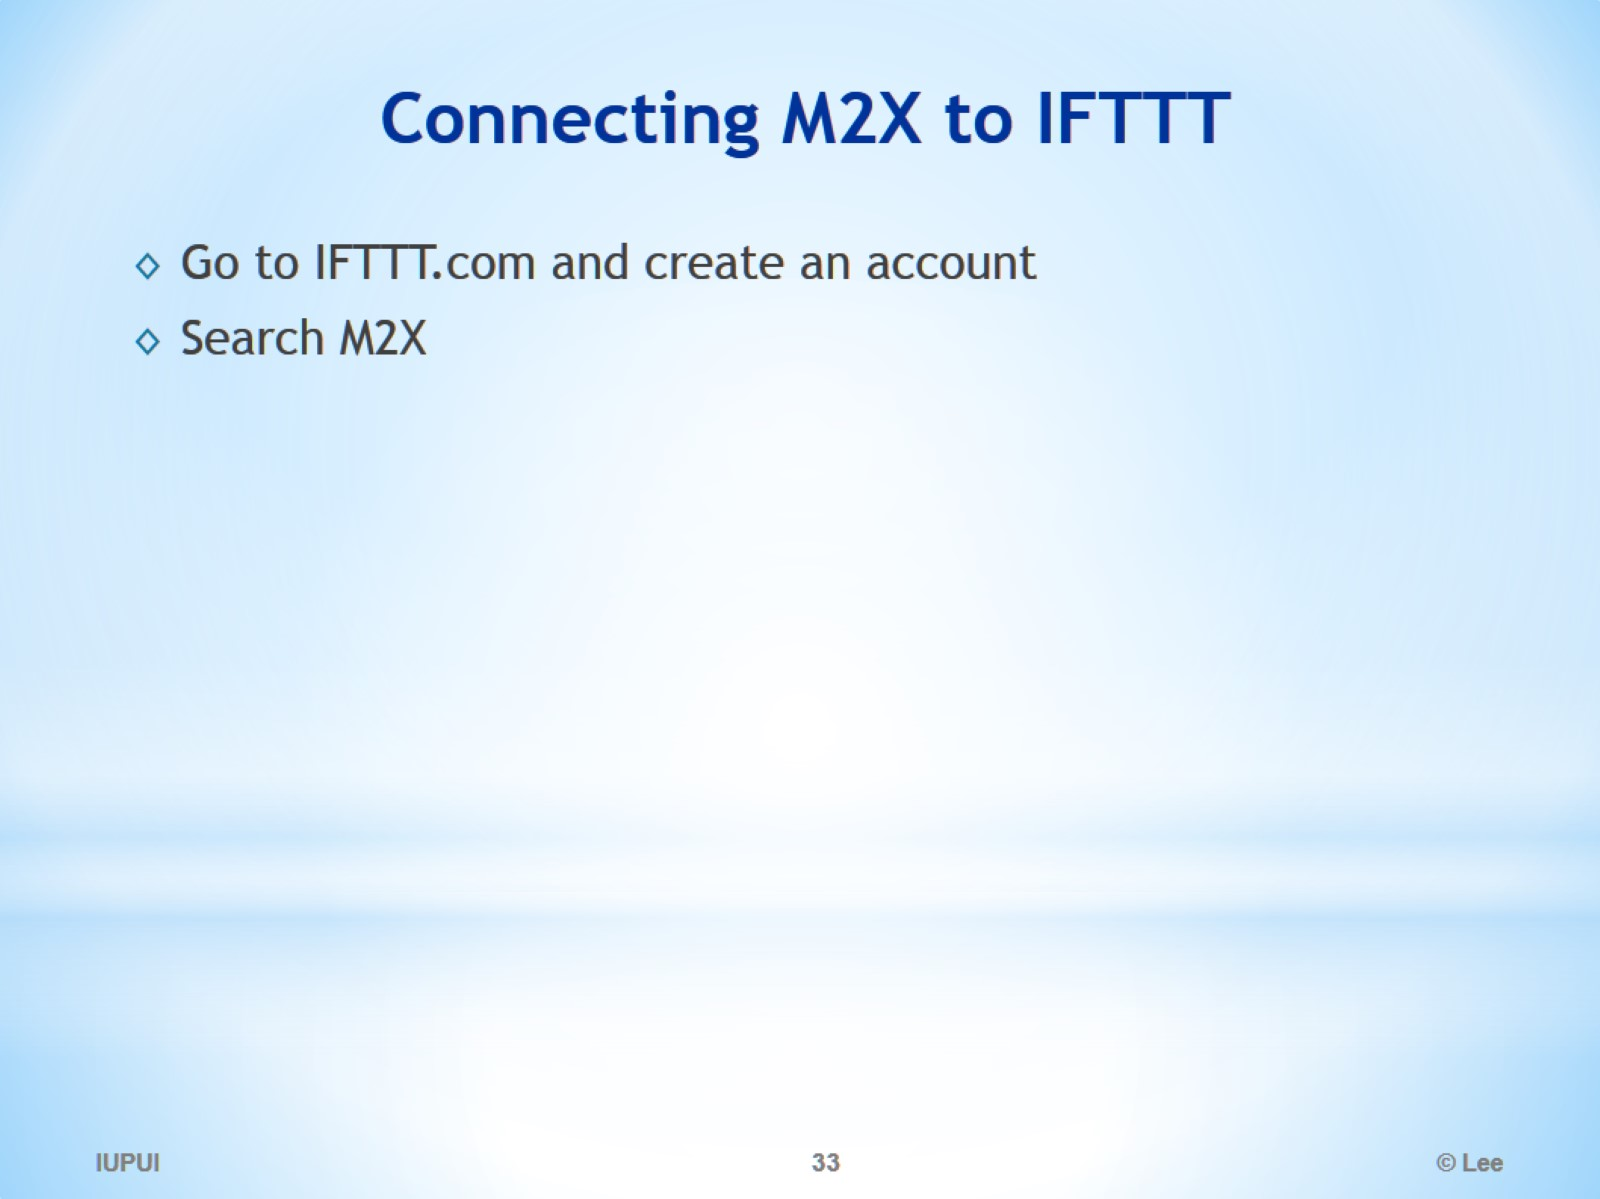 Connecting M2X to IFTTT
◇ Go to IFTTT.com and create an account
◇ Search M2X
IUPUI
33
© Lee